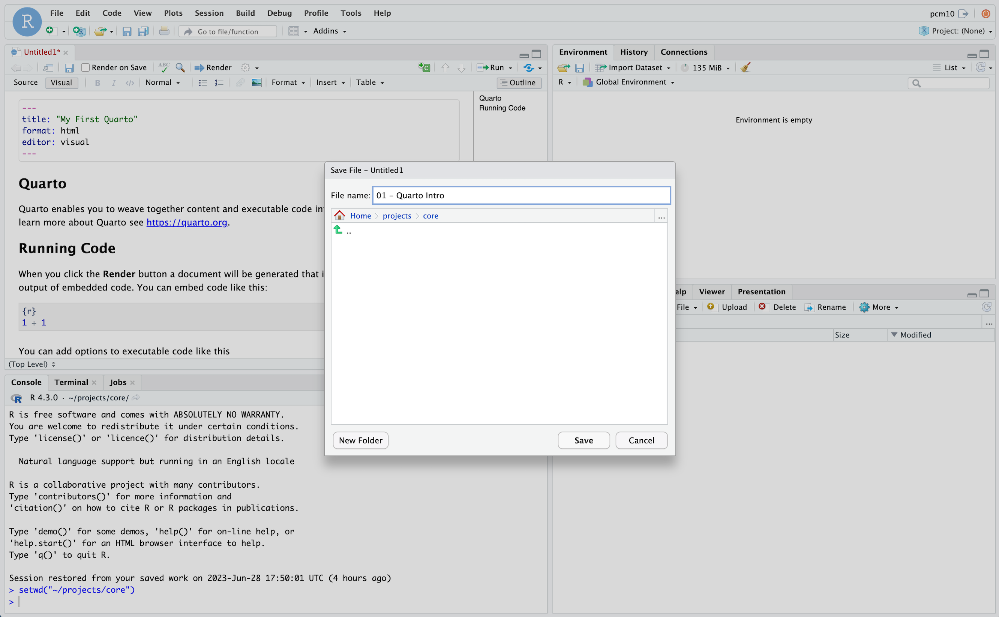 R File Edit Code View Plots Session Build Debug Profile Tools Help pcm10
Go to file/function Addins Project: (None)
Untitled1*
Render on Save ABC Render Run
Source Visual B I </> Normal Format Insert Table Outline
---
title: "My First Quarto"
format: html
editor: visual
---
Quarto
Quarto enables you to weave together content and executable code
learn more about Quarto see https://quarto.org.
Running Code
When you click the Render button a document will be generated that
output of embedded code. You can embed code like this:
{r}
1 + 1
You can add options to executable code like this
(Top Level)
Quarto
Running Code
Console Terminal Jobs
R 4.3.0 · ~/projects/core/
R is free software and comes with ABSOLUTELY NO WARRANTY.
You are welcome to redistribute it under certain conditions.
Type 'license()' or 'licence()' for distribution details.
Natural language support but running in an English locale
R is a collaborative project with many contributors.
Type 'contributors()' for more information and
'citation()' on how to cite R or R packages in publications.
Type 'demo()' for some demos, 'help()' for on-line help, or
'help.start()' for an HTML browser interface to help.
Type 'q()' to quit R.
Session restored from your saved work on 2023-Jun-28 17:50:01 UTC (4 hours ago)
> setwd("~/projects/core")
>
Save File – Untitled1
File name: 01 – Quarto Intro
Home projects core ...
..
New Folder Save Cancel
Environment History Connections
Import Dataset 135 MiB List
R Global Environment
Environment is empty
Viewer Presentation
File Upload Delete Rename More
...
Size Modified